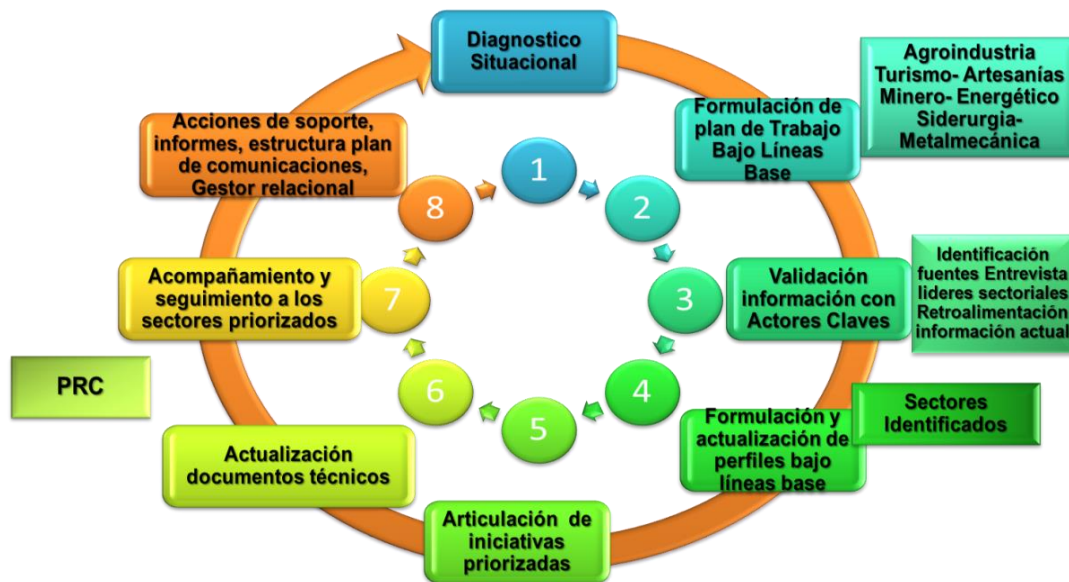 Diagnostico
Situacional
1
Formulación de
plan de Trabajo
Bajo Líneas
Base
2
Agroindustria
Turismo- Artesanías
Minero- Energético
Siderurgia-
Metalmecánica
Validación
información con
Actores Claves
3
Identificación
fuentes Entrevista
lideres sectoriales
Retroalimentación
información actual
Formulación y
actualización de
perfiles bajo
líneas base
4
Sectores
Identificados
Articulación de
iniciativas
priorizadas
5
Actualización
documentos técnicos
6
PRC
Acompañamiento y
seguimiento a los
sectores priorizados
7
Acciones de soporte,
informes, estructura plan
de comunicaciones,
Gestor relacional
8